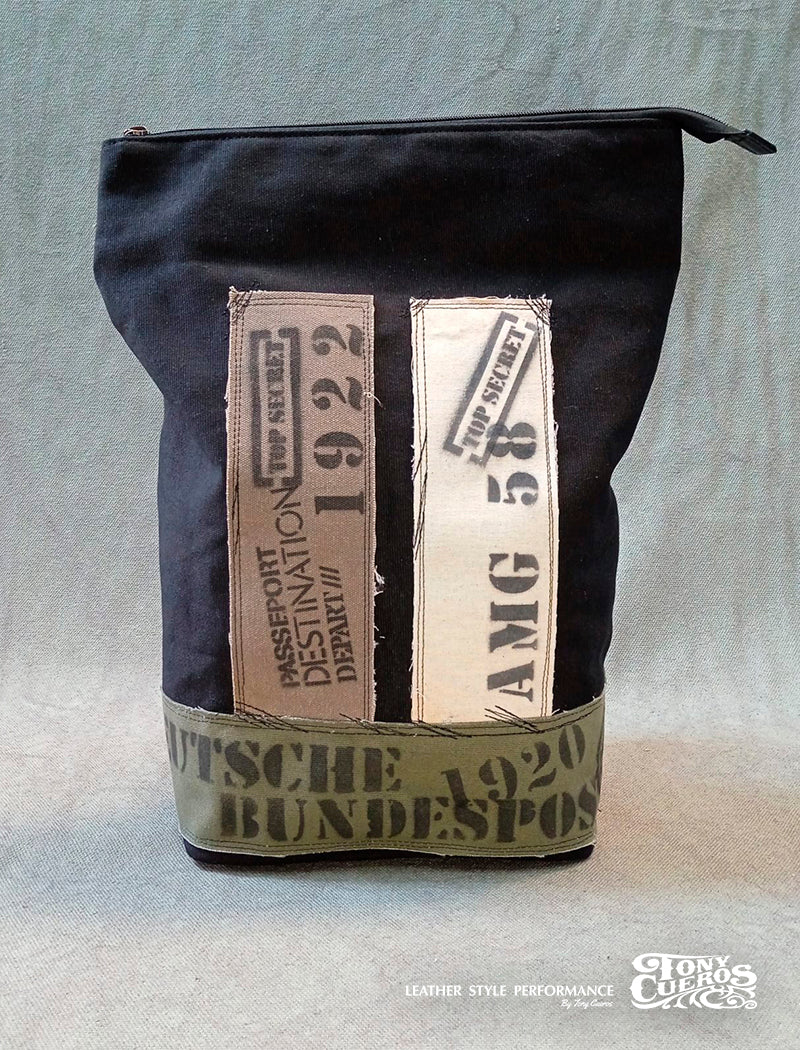 TOP SECRET
1922
PASSEPORT
DESTINATION
DEPART///
TOP SECRET
AMG 58
UTSCHE 1920
BUNDESPOS
LEATHER STYLE PERFORMANCE
By Tony Cueros
TONY
CUEROS